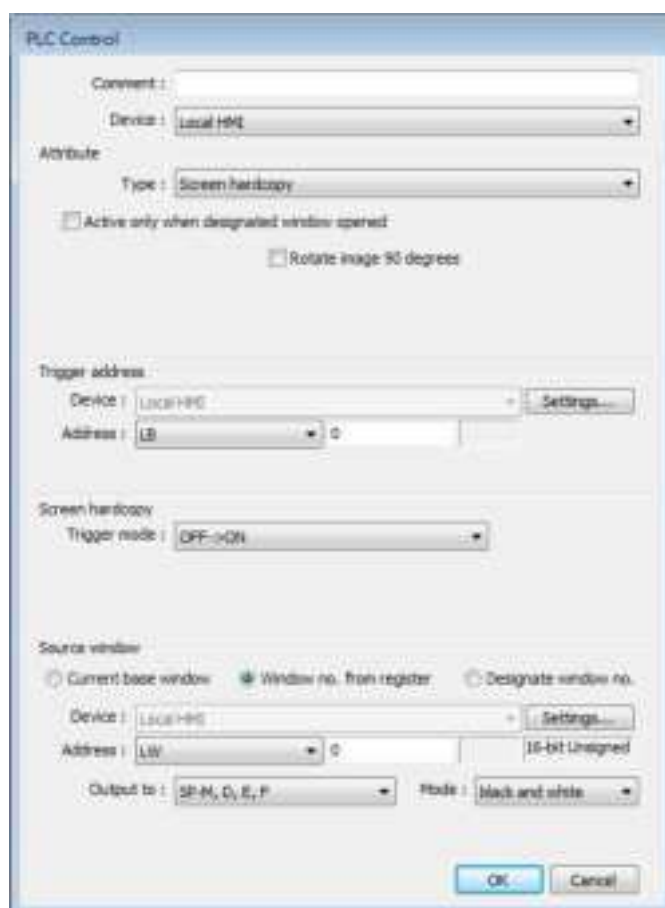 PLC Control
Comment :
Device : Local HMI
Attribute
Type : Screen hardcopy
Active only when designated window opened
Rotate image 90 degrees
Trigger address
Device : Local HMI Settings...
Address : LB 0
Screen hardcopy
Trigger mode : OFF->ON
Source window
Current base window Window no. from register Designate window no.
Device : Local HMI Settings...
Address : LW 0 16-bit Unsigned
Output to : SP-M, D, E, F Mode : black and white
OK Cancel